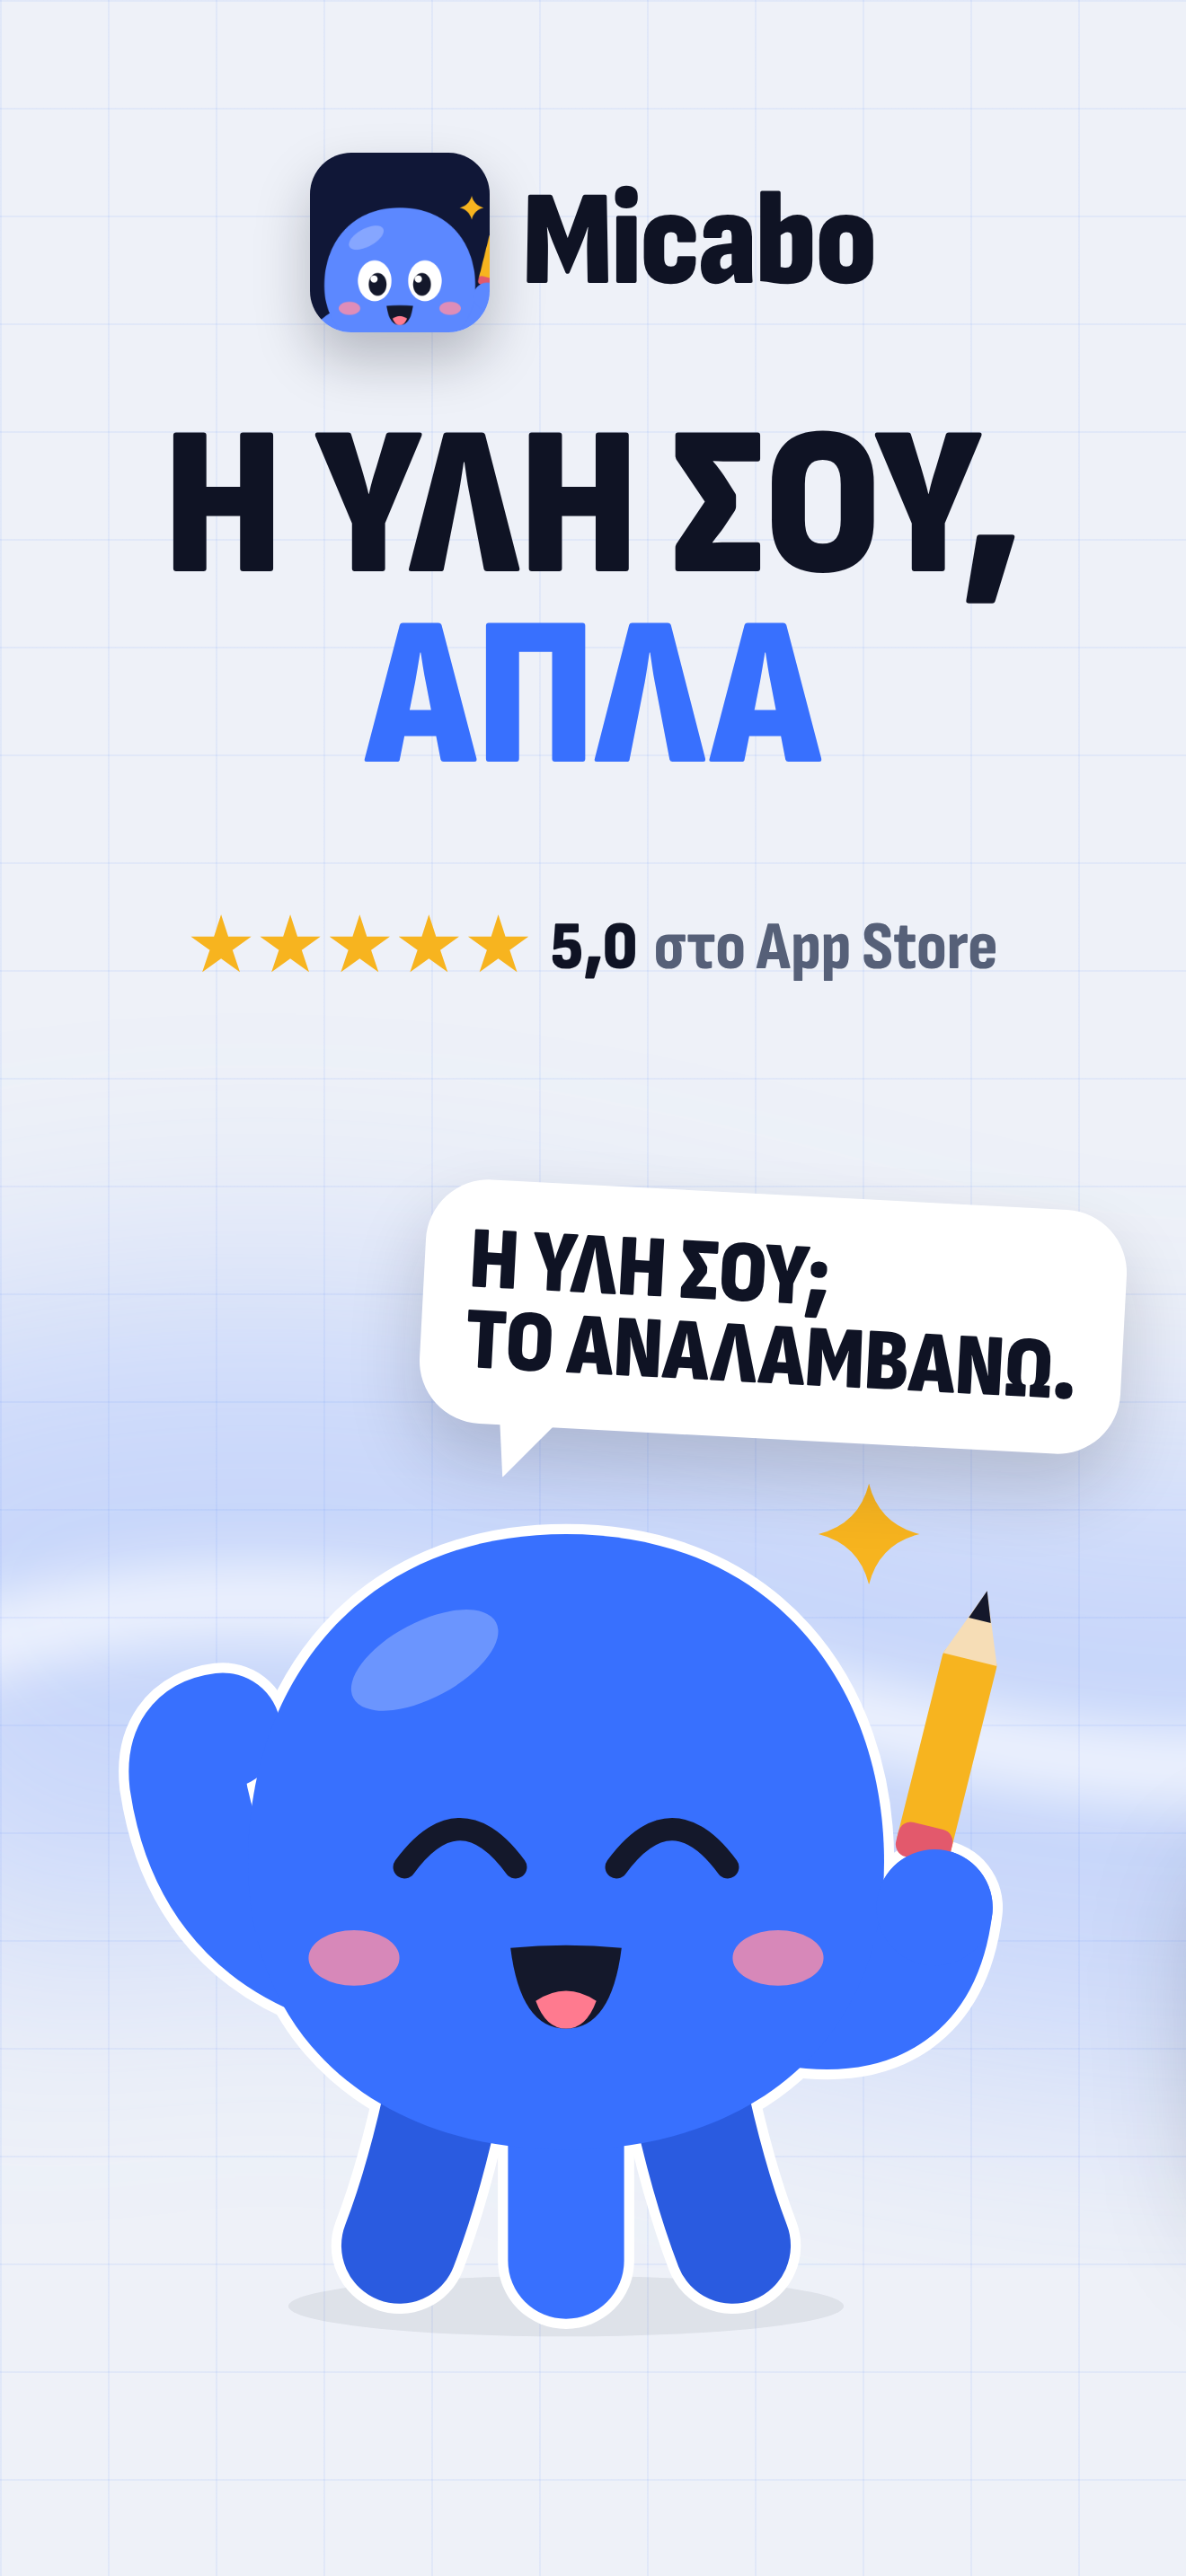 Micabo
Η ΥΛΗ ΣΟΥ,
ΑΠΛΑ
5,0 στο App Store
Η ΥΛΗ ΣΟΥ;
ΤΟ ΑΝΑΛΑΜΒΑΝΩ.